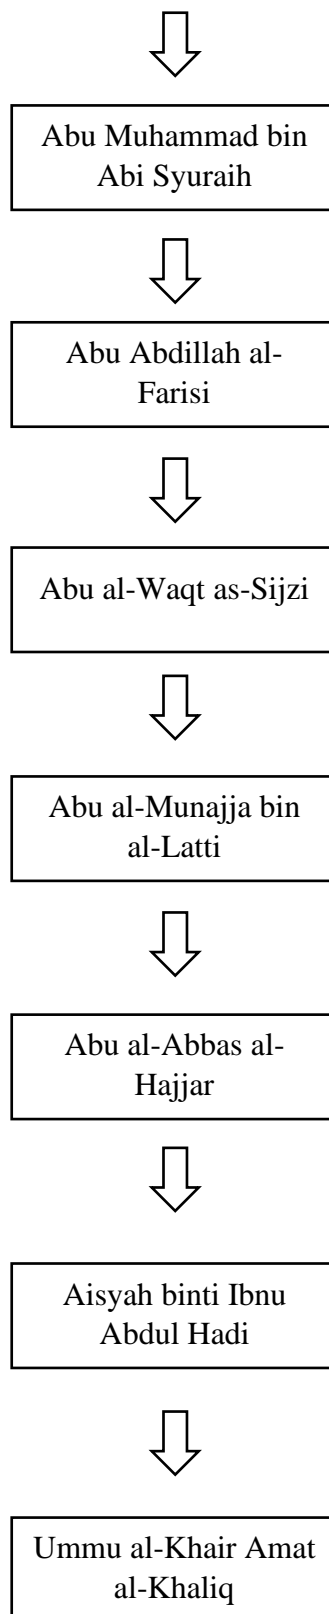 Abu Muhammad bin
Abi Syuraih
Abu Abdillah al-
Farisi
Abu al-Waqt as-Sijzi
Abu al-Munajja bin
al-Latti
Abu al-Abbas al-
Hajjar
Aisyah binti Ibnu
Abdul Hadi
Ummu al-Khair Amat
al-Khaliq